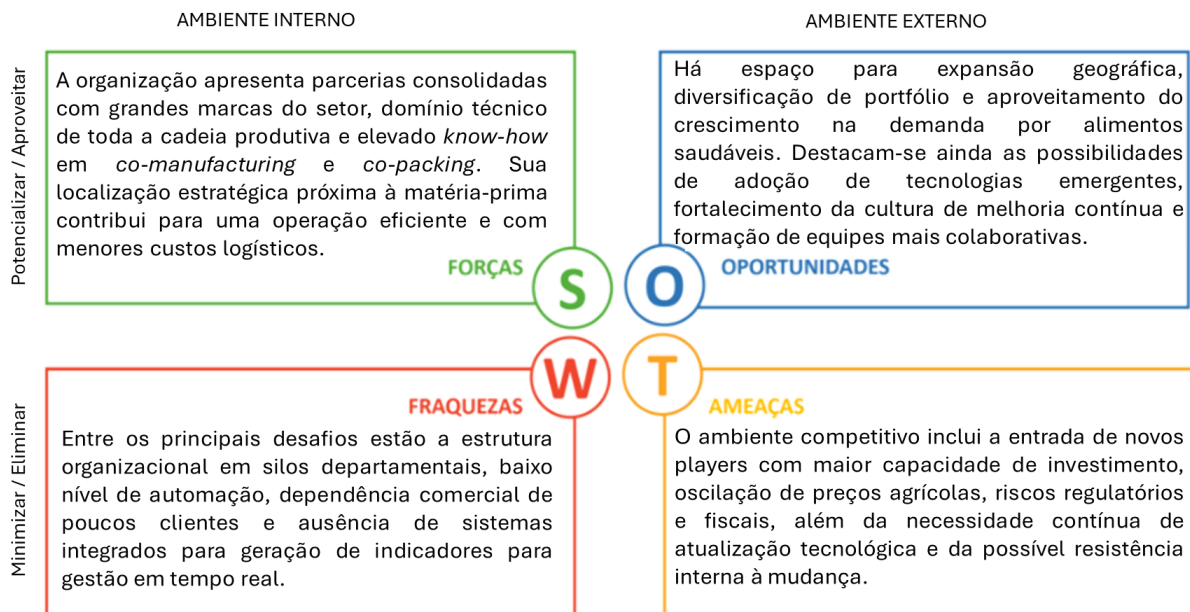 AMBIENTE INTERNO
AMBIENTE EXTERNO
Potencializar / Aproveitar
A organização apresenta parcerias consolidadas
com grandes marcas do setor, domínio técnico
de toda a cadeia produtiva e elevado know-how
em co-manufacturing e co-packing. Sua
localização estratégica próxima à matéria-prima
contribui para uma operação eficiente e com
menores custos logísticos.
FORÇAS
S
Há espaço para expansão geográfica,
diversificação de portfólio e aproveitamento do
crescimento na demanda por alimentos
saudáveis. Destacam-se ainda as possibilidades
de adoção de tecnologias emergentes,
fortalecimento da cultura de melhoria contínua e
formação de equipes mais colaborativas.
O
OPORTUNIDADES
Minimizar / Eliminar
W
FRAQUEZAS
Entre os principais desafios estão a estrutura
organizacional em silos departamentais, baixo
nível de automação, dependência comercial de
poucos clientes e ausência de sistemas
integrados para geração de indicadores para
gestão em tempo real.
T
AMEAÇAS
O ambiente competitivo inclui a entrada de novos
players com maior capacidade de investimento,
oscilação de preços agrícolas, riscos regulatórios
e fiscais, além da necessidade contínua de
atualização tecnológica e da possível resistência
interna à mudança.